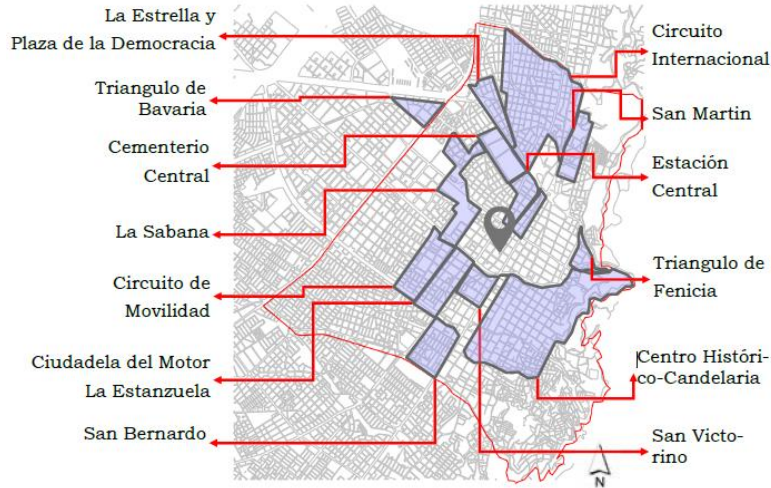 La Estrella y
Plaza de la Democracia
Triangulo de
Bavaria
Cementerio
Central
La Sabana
Circuito de
Movilidad
Ciudadela del Motor
La Estanzuela
San Bernardo
Circuito
Internacional
San Martin
Estación
Central
Triangulo de
Fenicia
Centro Históri-
co-Candelaria
San Victo-
rino
N